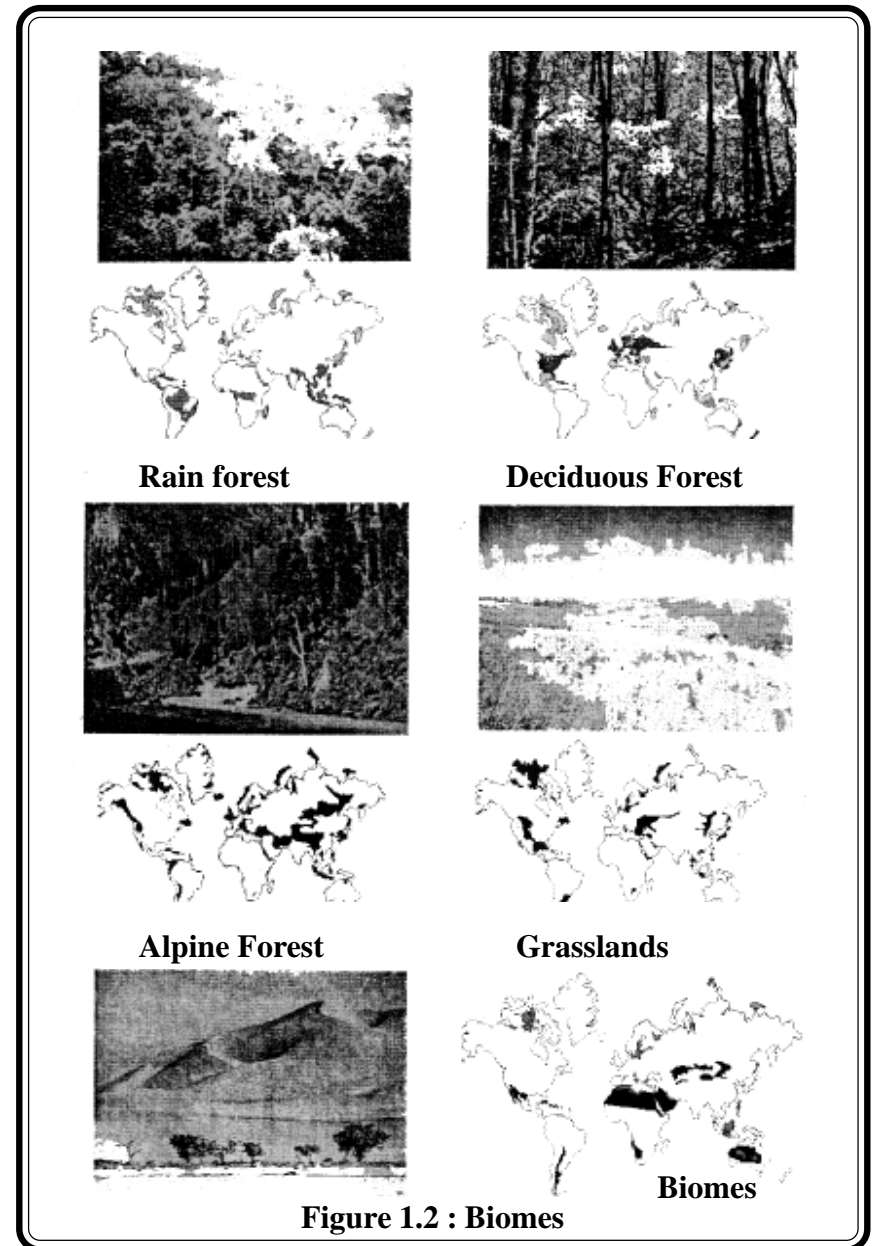 Rain forest
Deciduous Forest
Alpine Forest
Grasslands
Biomes
Figure 1.2 : Biomes